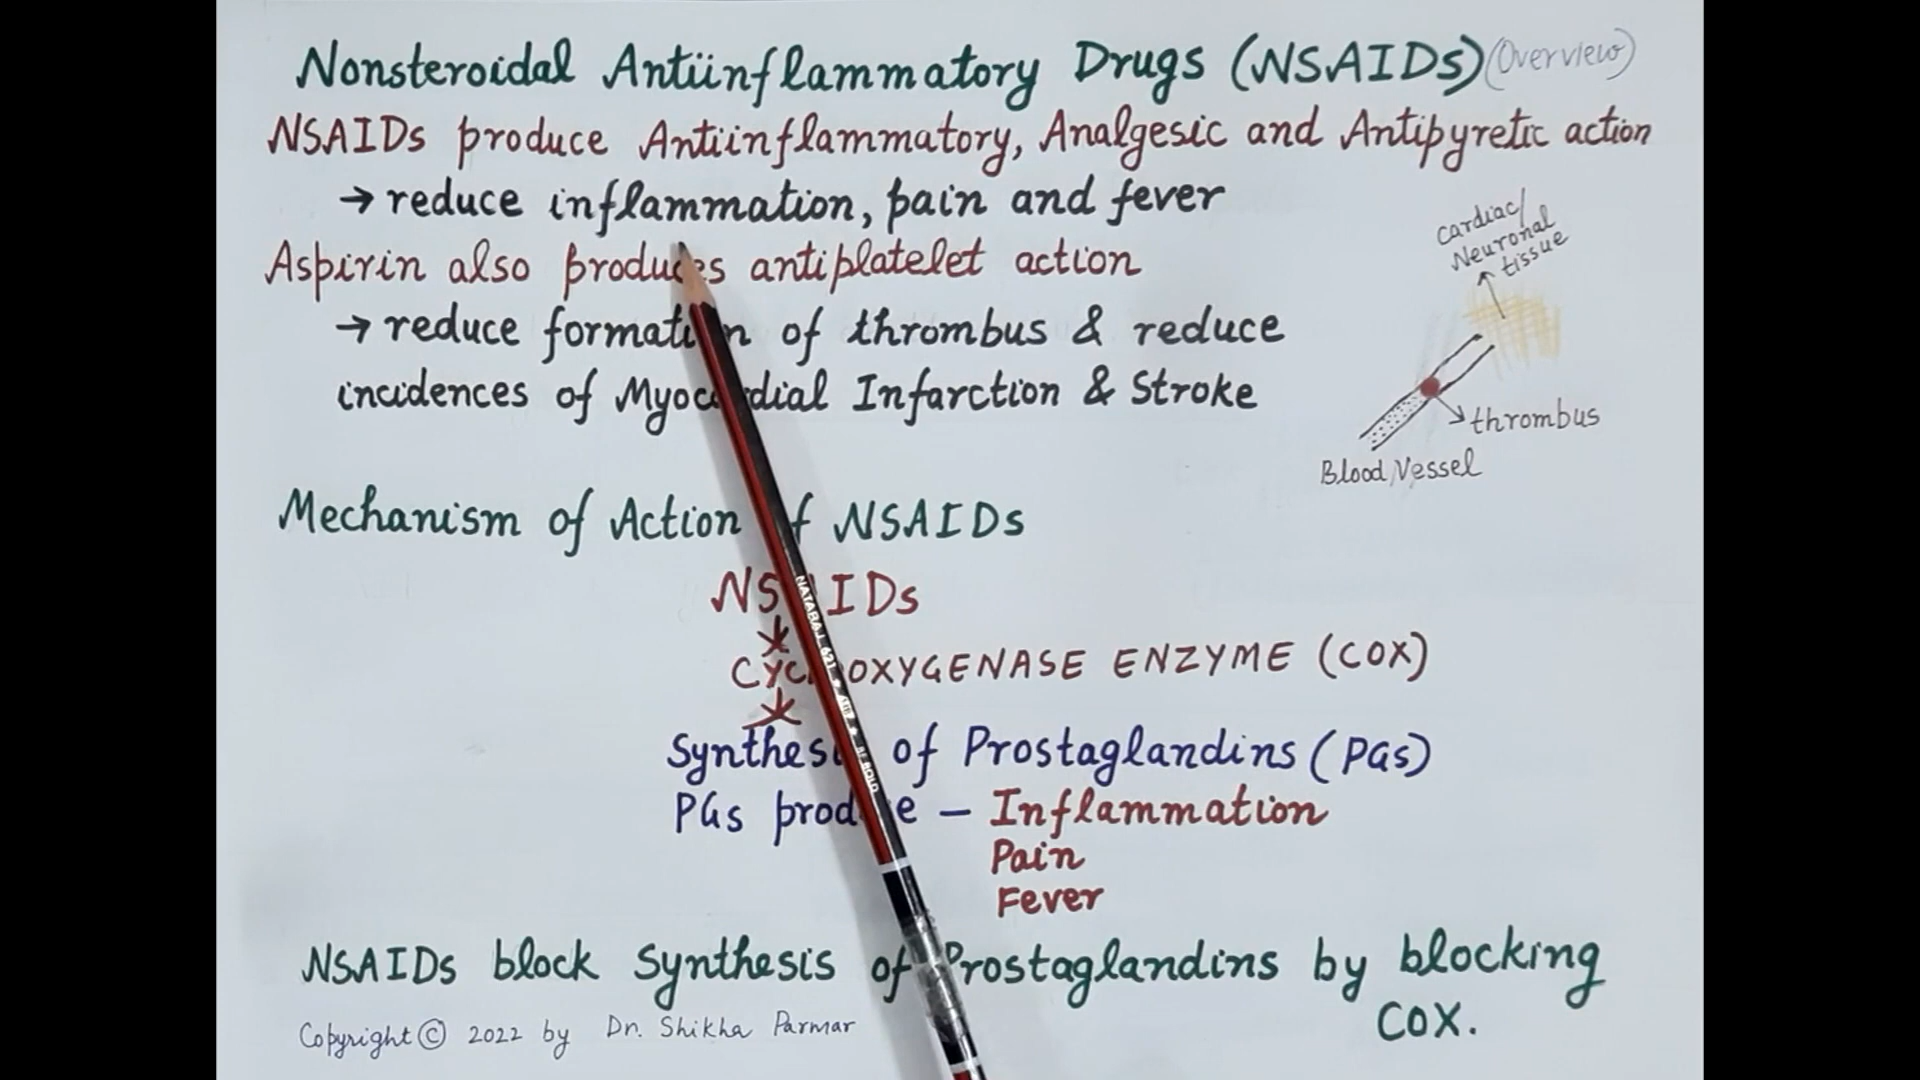 Nonsteroidal Antiinflammatory Drugs (NSAIDs) (Overview)
NSAIDs produce Antiinflammatory, Analgesic and Antipyretic action
→ reduce inflammation, pain and fever
Aspirin also produces antiplatelet action
→ reduce formation of thrombus & reduce
incidences of Myocardial Infarction & Stroke
cardiac/
Neuronal
tissue
thrombus
Blood Vessel
Mechanism of Action of NSAIDs
NSAIDs
CYCLOOXYGENASE ENZYME (COX)
Synthesis of Prostaglandins (PGs)
PGs produce – Inflammation
Pain
Fever
NSAIDs block synthesis of Prostaglandins by blocking
COX.
Copyright © 2022 by Dr. Shikha Parmar
NATARAJ 621
BOLD